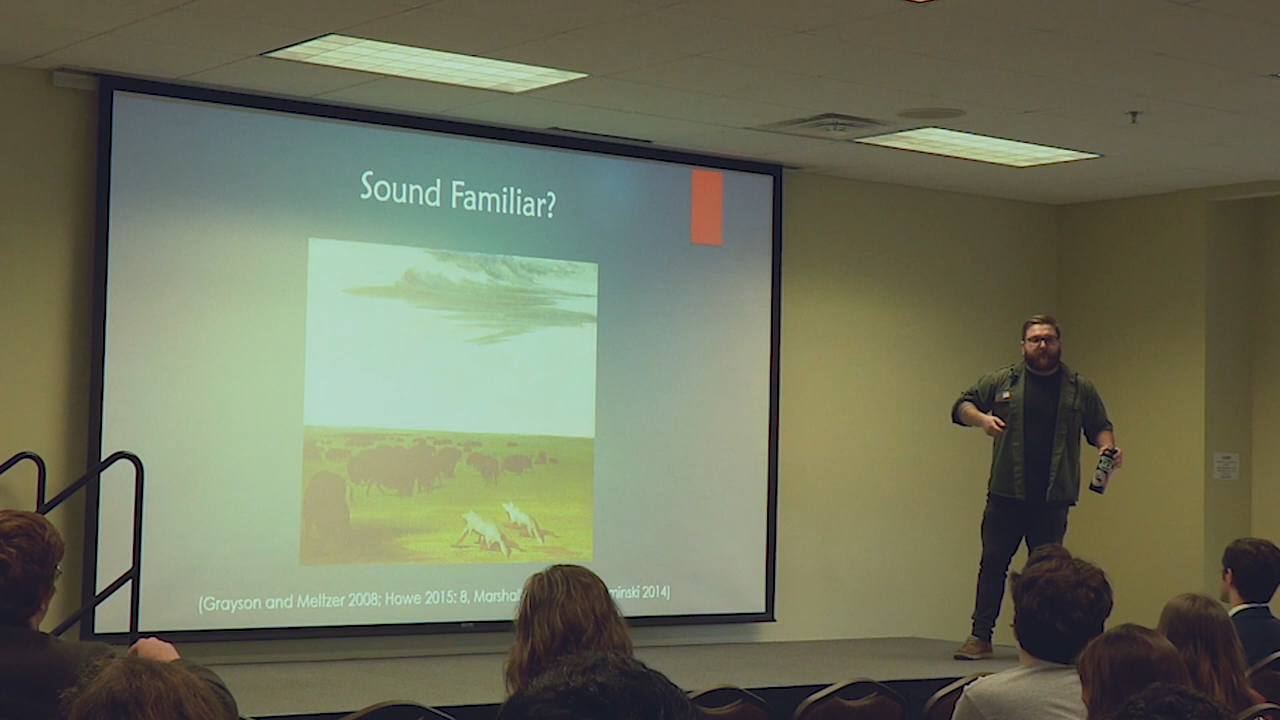 Sound Familiar?
(Grayson and Meltzer 2008; Howe 2015: 8, Marshal minski 2014)